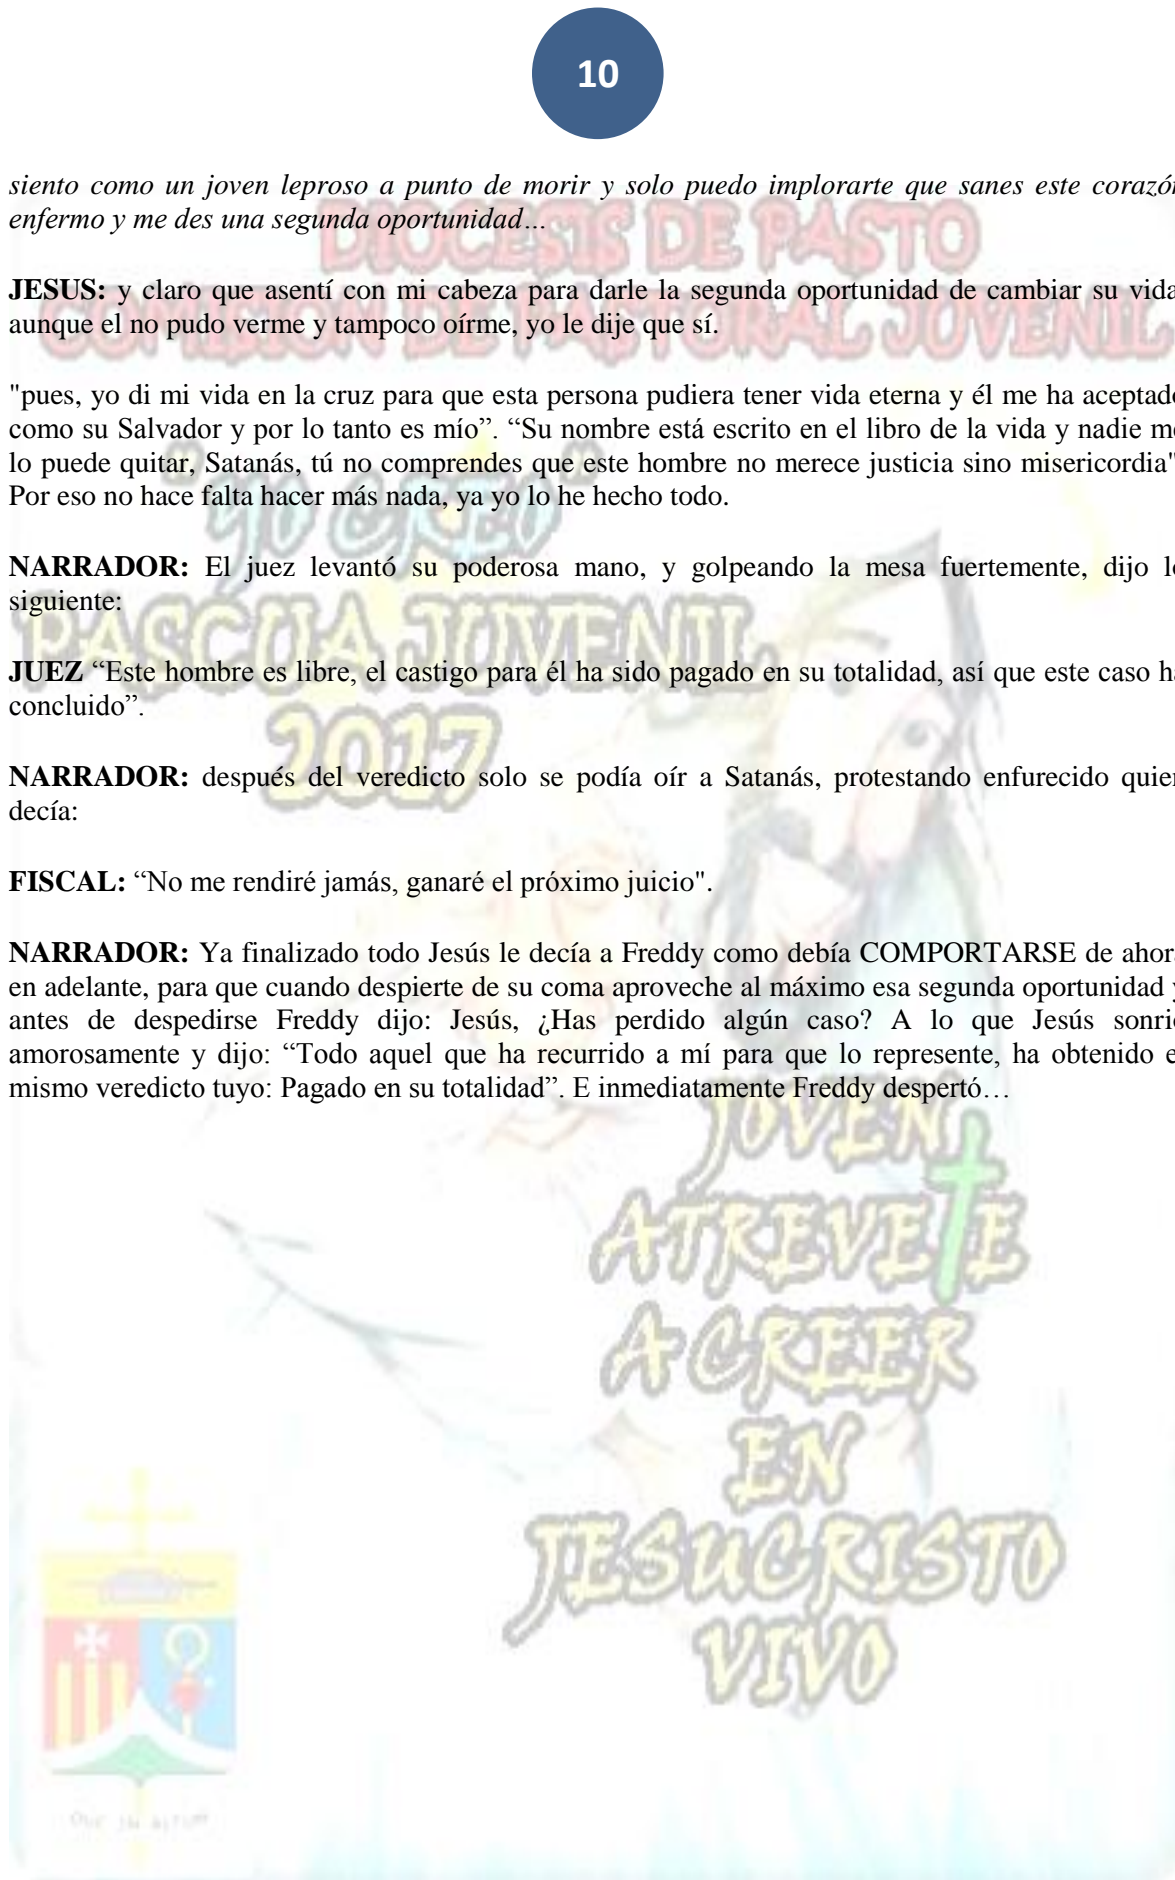 10
siento como un joven leproso a punto de morir y solo puedo implorarte que sanes este corazón
enfermo y me des una segunda oportunidad…
DIOCESIS DE PASTO
JESUS: y claro que asentí con mi cabeza para darle la segunda oportunidad de cambiar su vida
aunque el no pudo verme y tampoco oírme, yo le dije que sí.
COMISION DE PASTORAL JUVENIL
"pues, yo di mi vida en la cruz para que esta persona pudiera tener vida eterna y él me ha aceptado
como su Salvador y por lo tanto es mío”. “Su nombre está escrito en el libro de la vida y nadie me
lo puede quitar, Satanás, tú no comprendes que este hombre no merece justicia sino misericordia"
Por eso no hace falta hacer más nada, ya yo lo he hecho todo.
"YO CREO"
NARRADOR: El juez levantó su poderosa mano, y golpeando la mesa fuertemente, dijo lo
siguiente:
PASCUA JUVENIL
JUEZ “Este hombre es libre, el castigo para él ha sido pagado en su totalidad, así que este caso ha
concluido”.
2017
NARRADOR: después del veredicto solo se podía oír a Satanás, protestando enfurecido quien
decía:
FISCAL: “No me rendiré jamás, ganaré el próximo juicio".
NARRADOR: Ya finalizado todo Jesús le decía a Freddy como debía COMPORTARSE de ahora
en adelante, para que cuando despierte de su coma aproveche al máximo esa segunda oportunidad y
antes de despedirse Freddy dijo: Jesús, ¿Has perdido algún caso? A lo que Jesús sonrió
amorosamente y dijo: “Todo aquel que ha recurrido a mí para que lo represente, ha obtenido el
mismo veredicto tuyo: Pagado en su totalidad”. E inmediatamente Freddy despertó…
JOVEN,
ATREVETE
A CREER
EN
JESUCRISTO
VIVO